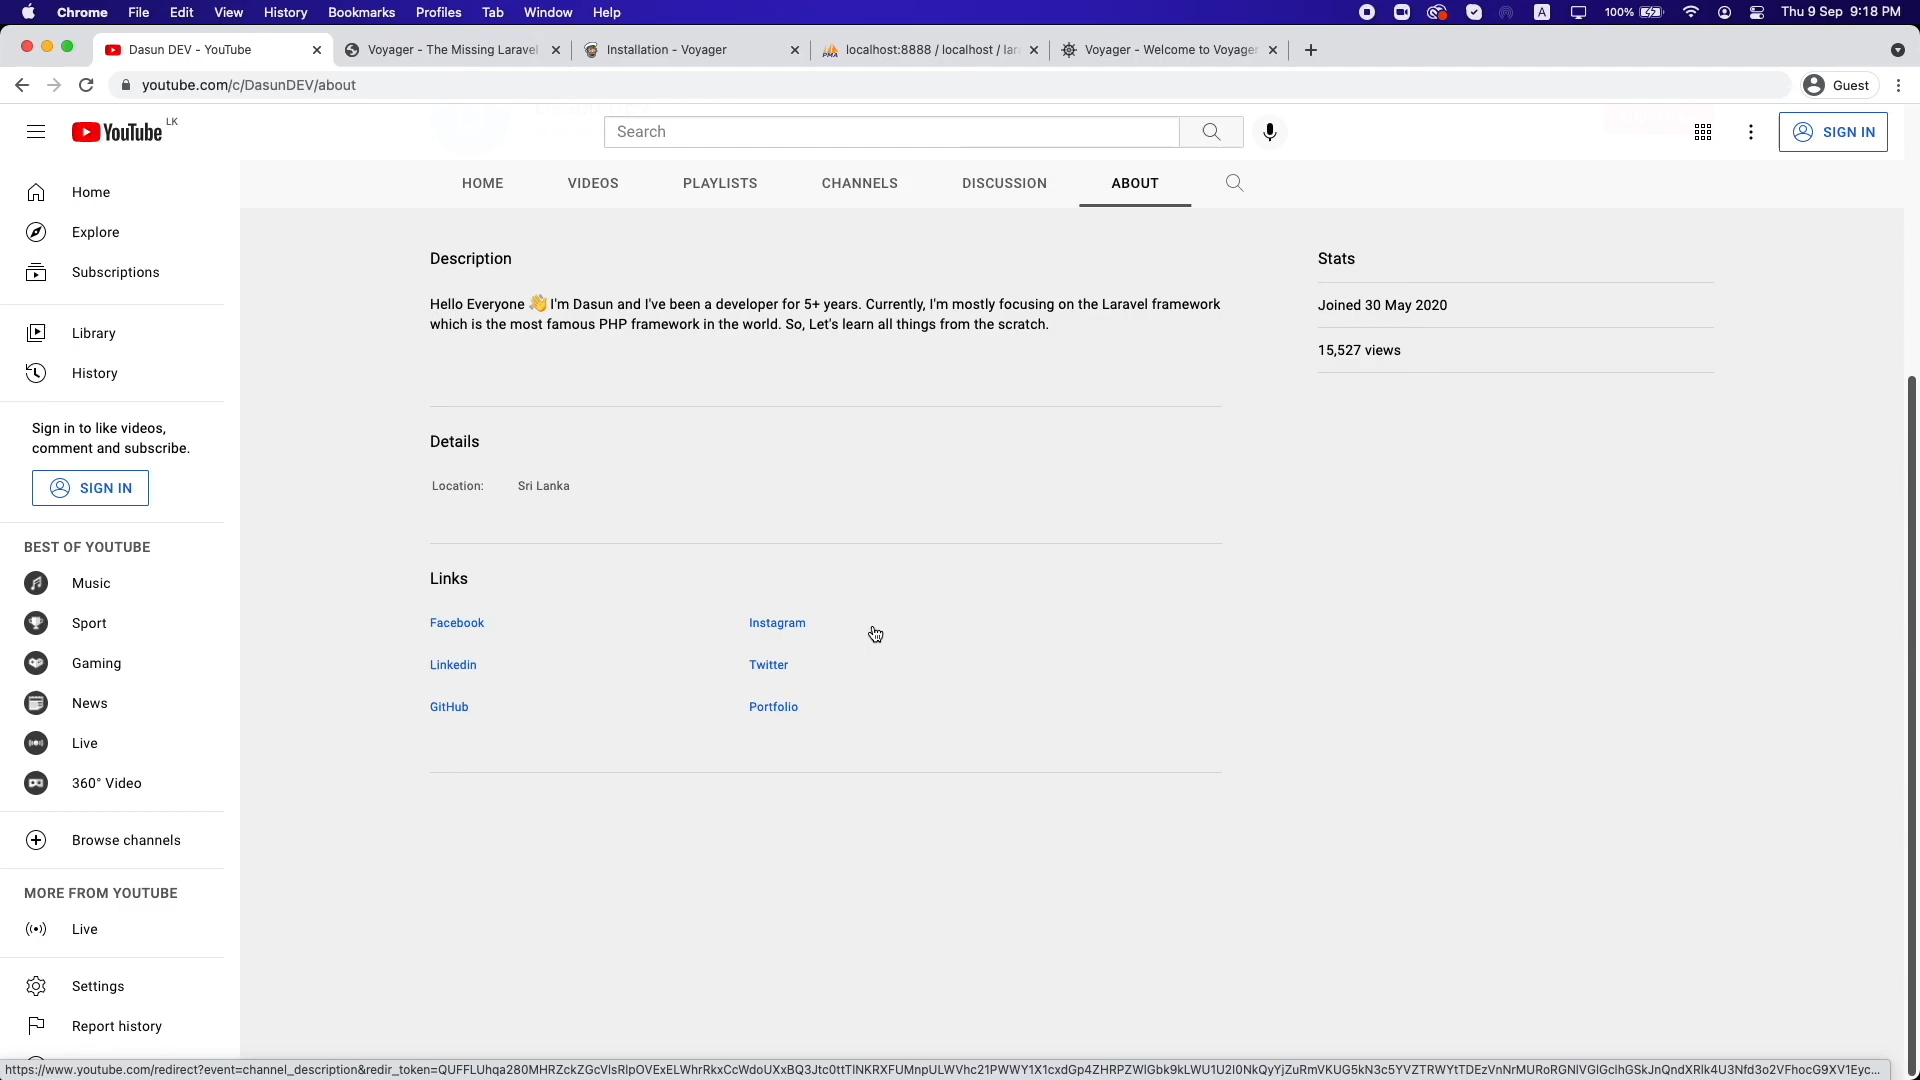 Chrome File Edit View History Bookmarks Profiles Tab Window Help A 100% Thu 9 Sep 9:18 PM
Dasun DEV - YouTube Voyager - The Missing Laravel Installation - Voyager localhost:8888 / localhost / lar Voyager - Welcome to Voyager
youtube.com/c/DasunDEV/about Guest
YouTube LK Search SIGN IN
HOME VIDEOS PLAYLISTS CHANNELS DISCUSSION ABOUT
Home
Explore
Subscriptions
Library
History
Sign in to like videos,
comment and subscribe.
SIGN IN
BEST OF YOUTUBE
Music
Sport
Gaming
News
Live
360° Video
Browse channels
MORE FROM YOUTUBE
Live
Settings
Report history
Description
Hello Everyone 👋 I'm Dasun and I've been a developer for 5+ years. Currently, I'm mostly focusing on the Laravel framework
which is the most famous PHP framework in the world. So, Let's learn all things from the scratch.
Details
Location: Sri Lanka
Links
Facebook Instagram
Linkedin Twitter
GitHub Portfolio
Stats
Joined 30 May 2020
15,527 views